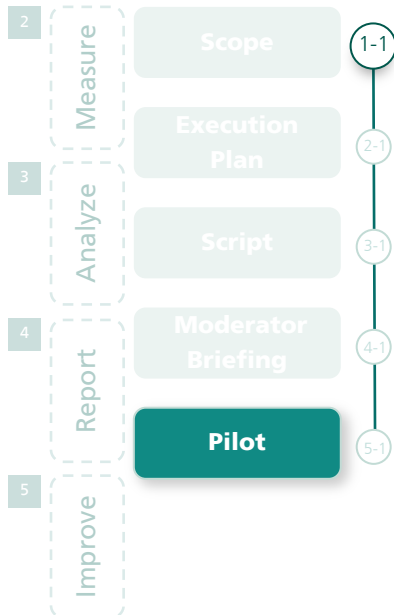 2
Measure
3
Analyze
4
Report
5
Improve
Scope
Execution
Plan
Script
Moderator
Briefing
Pilot
1-1
2-1
3-1
4-1
5-1